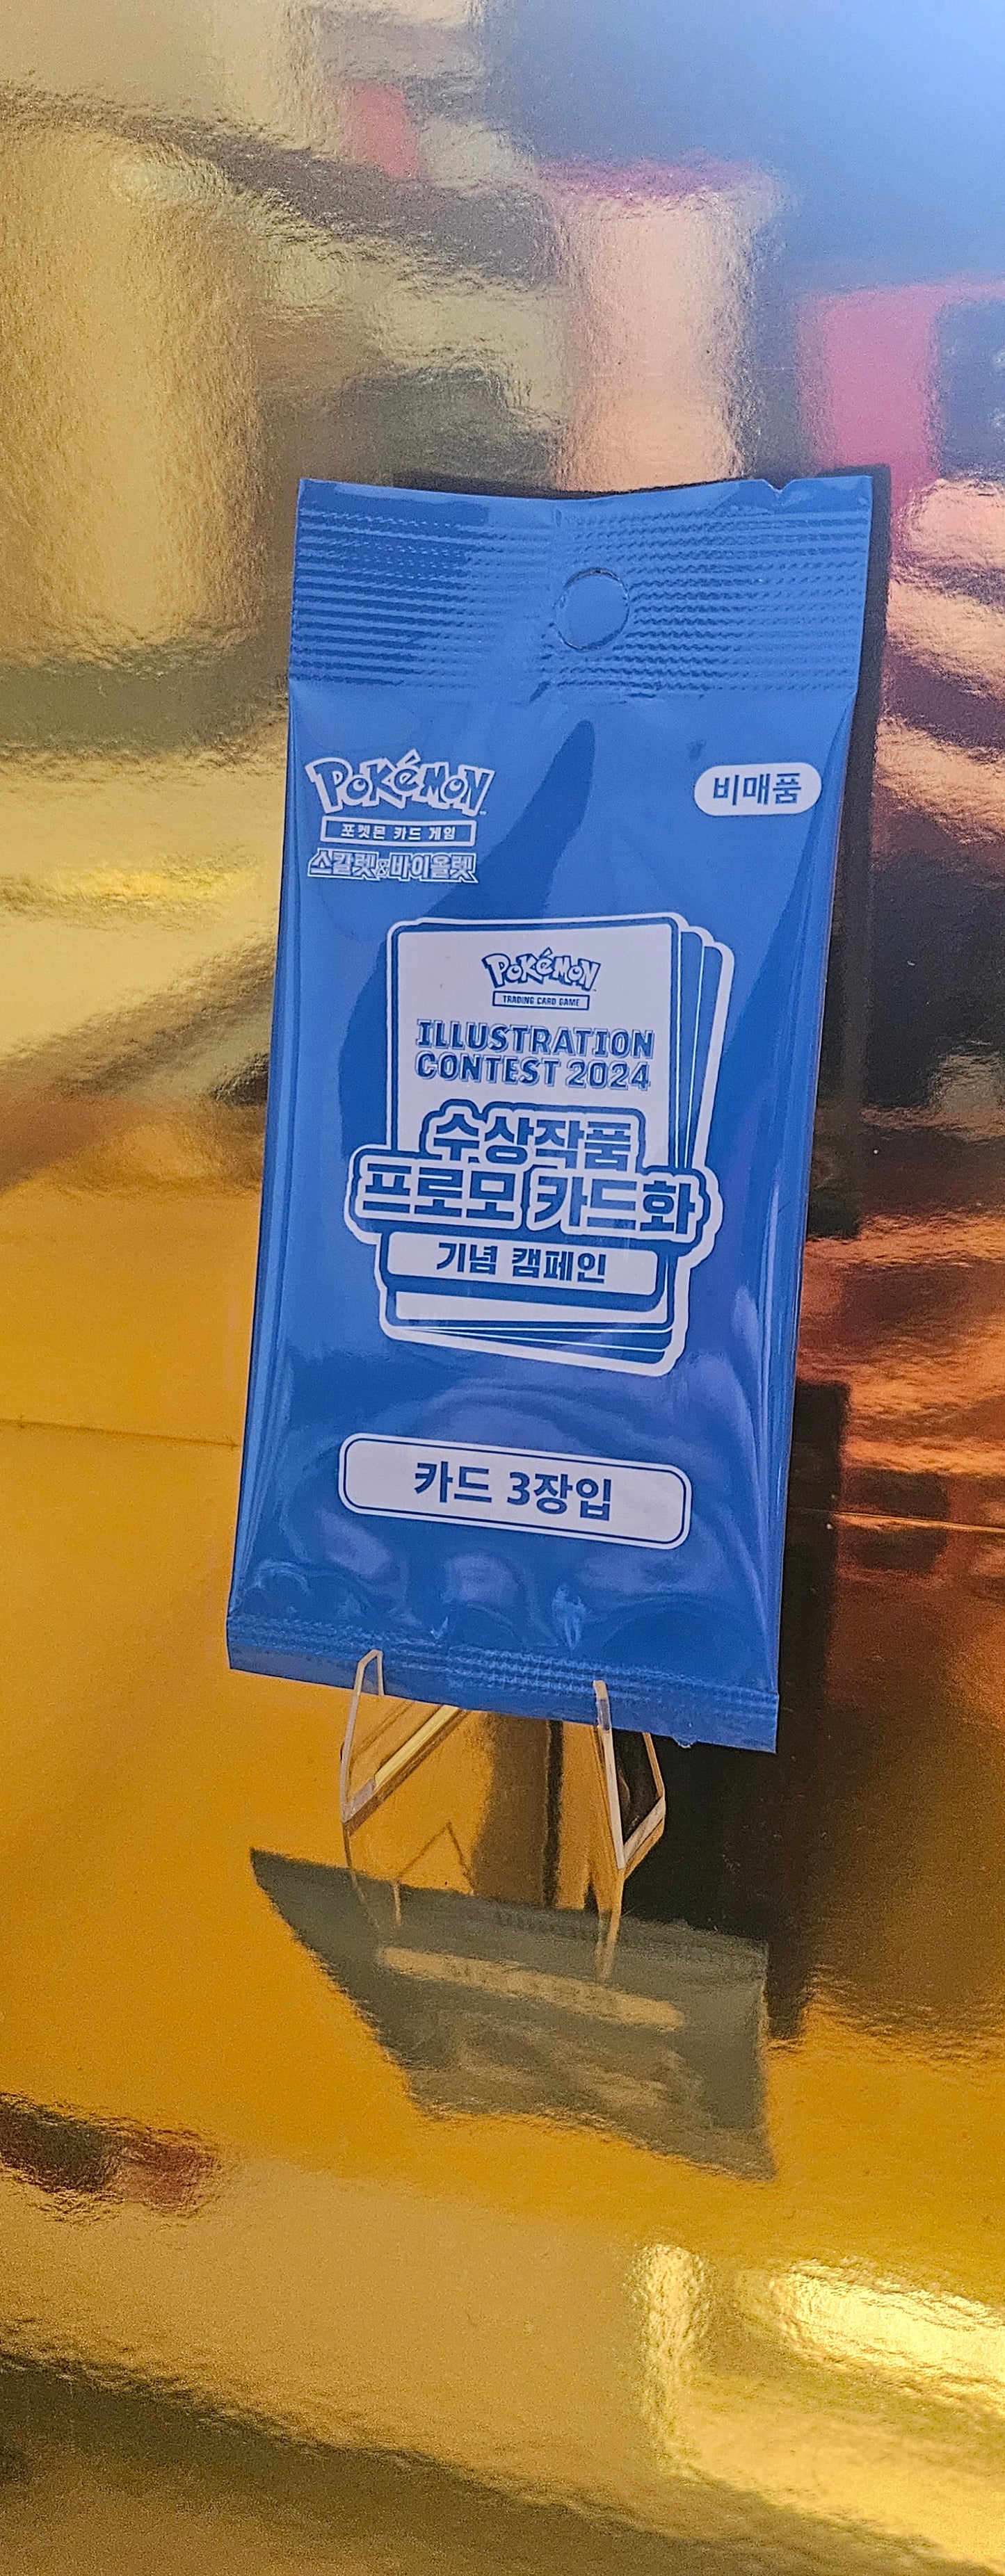 Pokémon
포켓몬 카드 게임
스칼렛&바이올렛
비매품
Pokémon
TRADING CARD GAME
ILLUSTRATION
CONTEST 2024
수상작품
프로모 카드화
기념 캠페인
카드 3장입